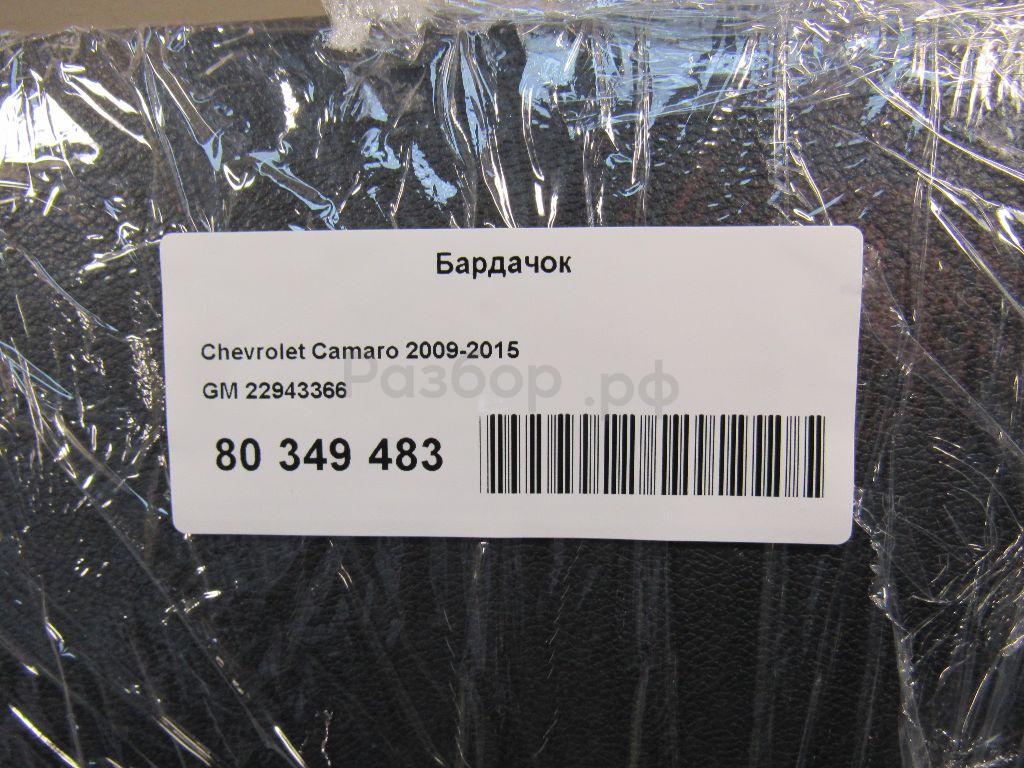 Бардачок
Chevrolet Camaro 2009-2015
GM 22943366
Разбор.рф
80 349 483